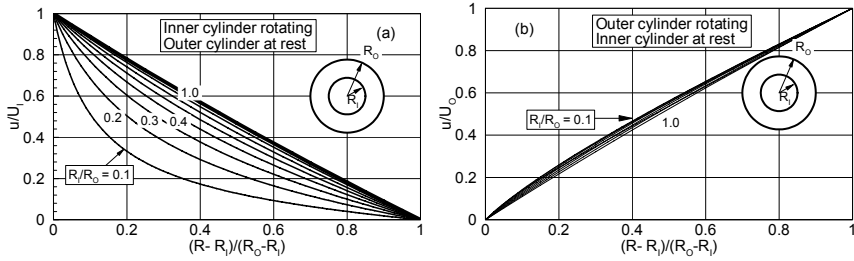 Inner cylinder rotating
Outer cylinder at rest
(a)
R_O
R_I
1.0
0.2
0.3
0.4
R_I/R_O = 0.1
u/U_I
1
0.8
0.6
0.4
0.2
0
0
0.2
0.4
0.6
0.8
1
(R- R_I)/(R_O-R_I)
(b)
Outer cylinder rotating
Inner cylinder at rest
R_O
R_I
R_I/R_O = 0.1
1.0
u/U_O
1
0.8
0.6
0.4
0.2
0
0
0.2
0.4
0.6
0.8
1
(R- R_I)/(R_O-R_I)